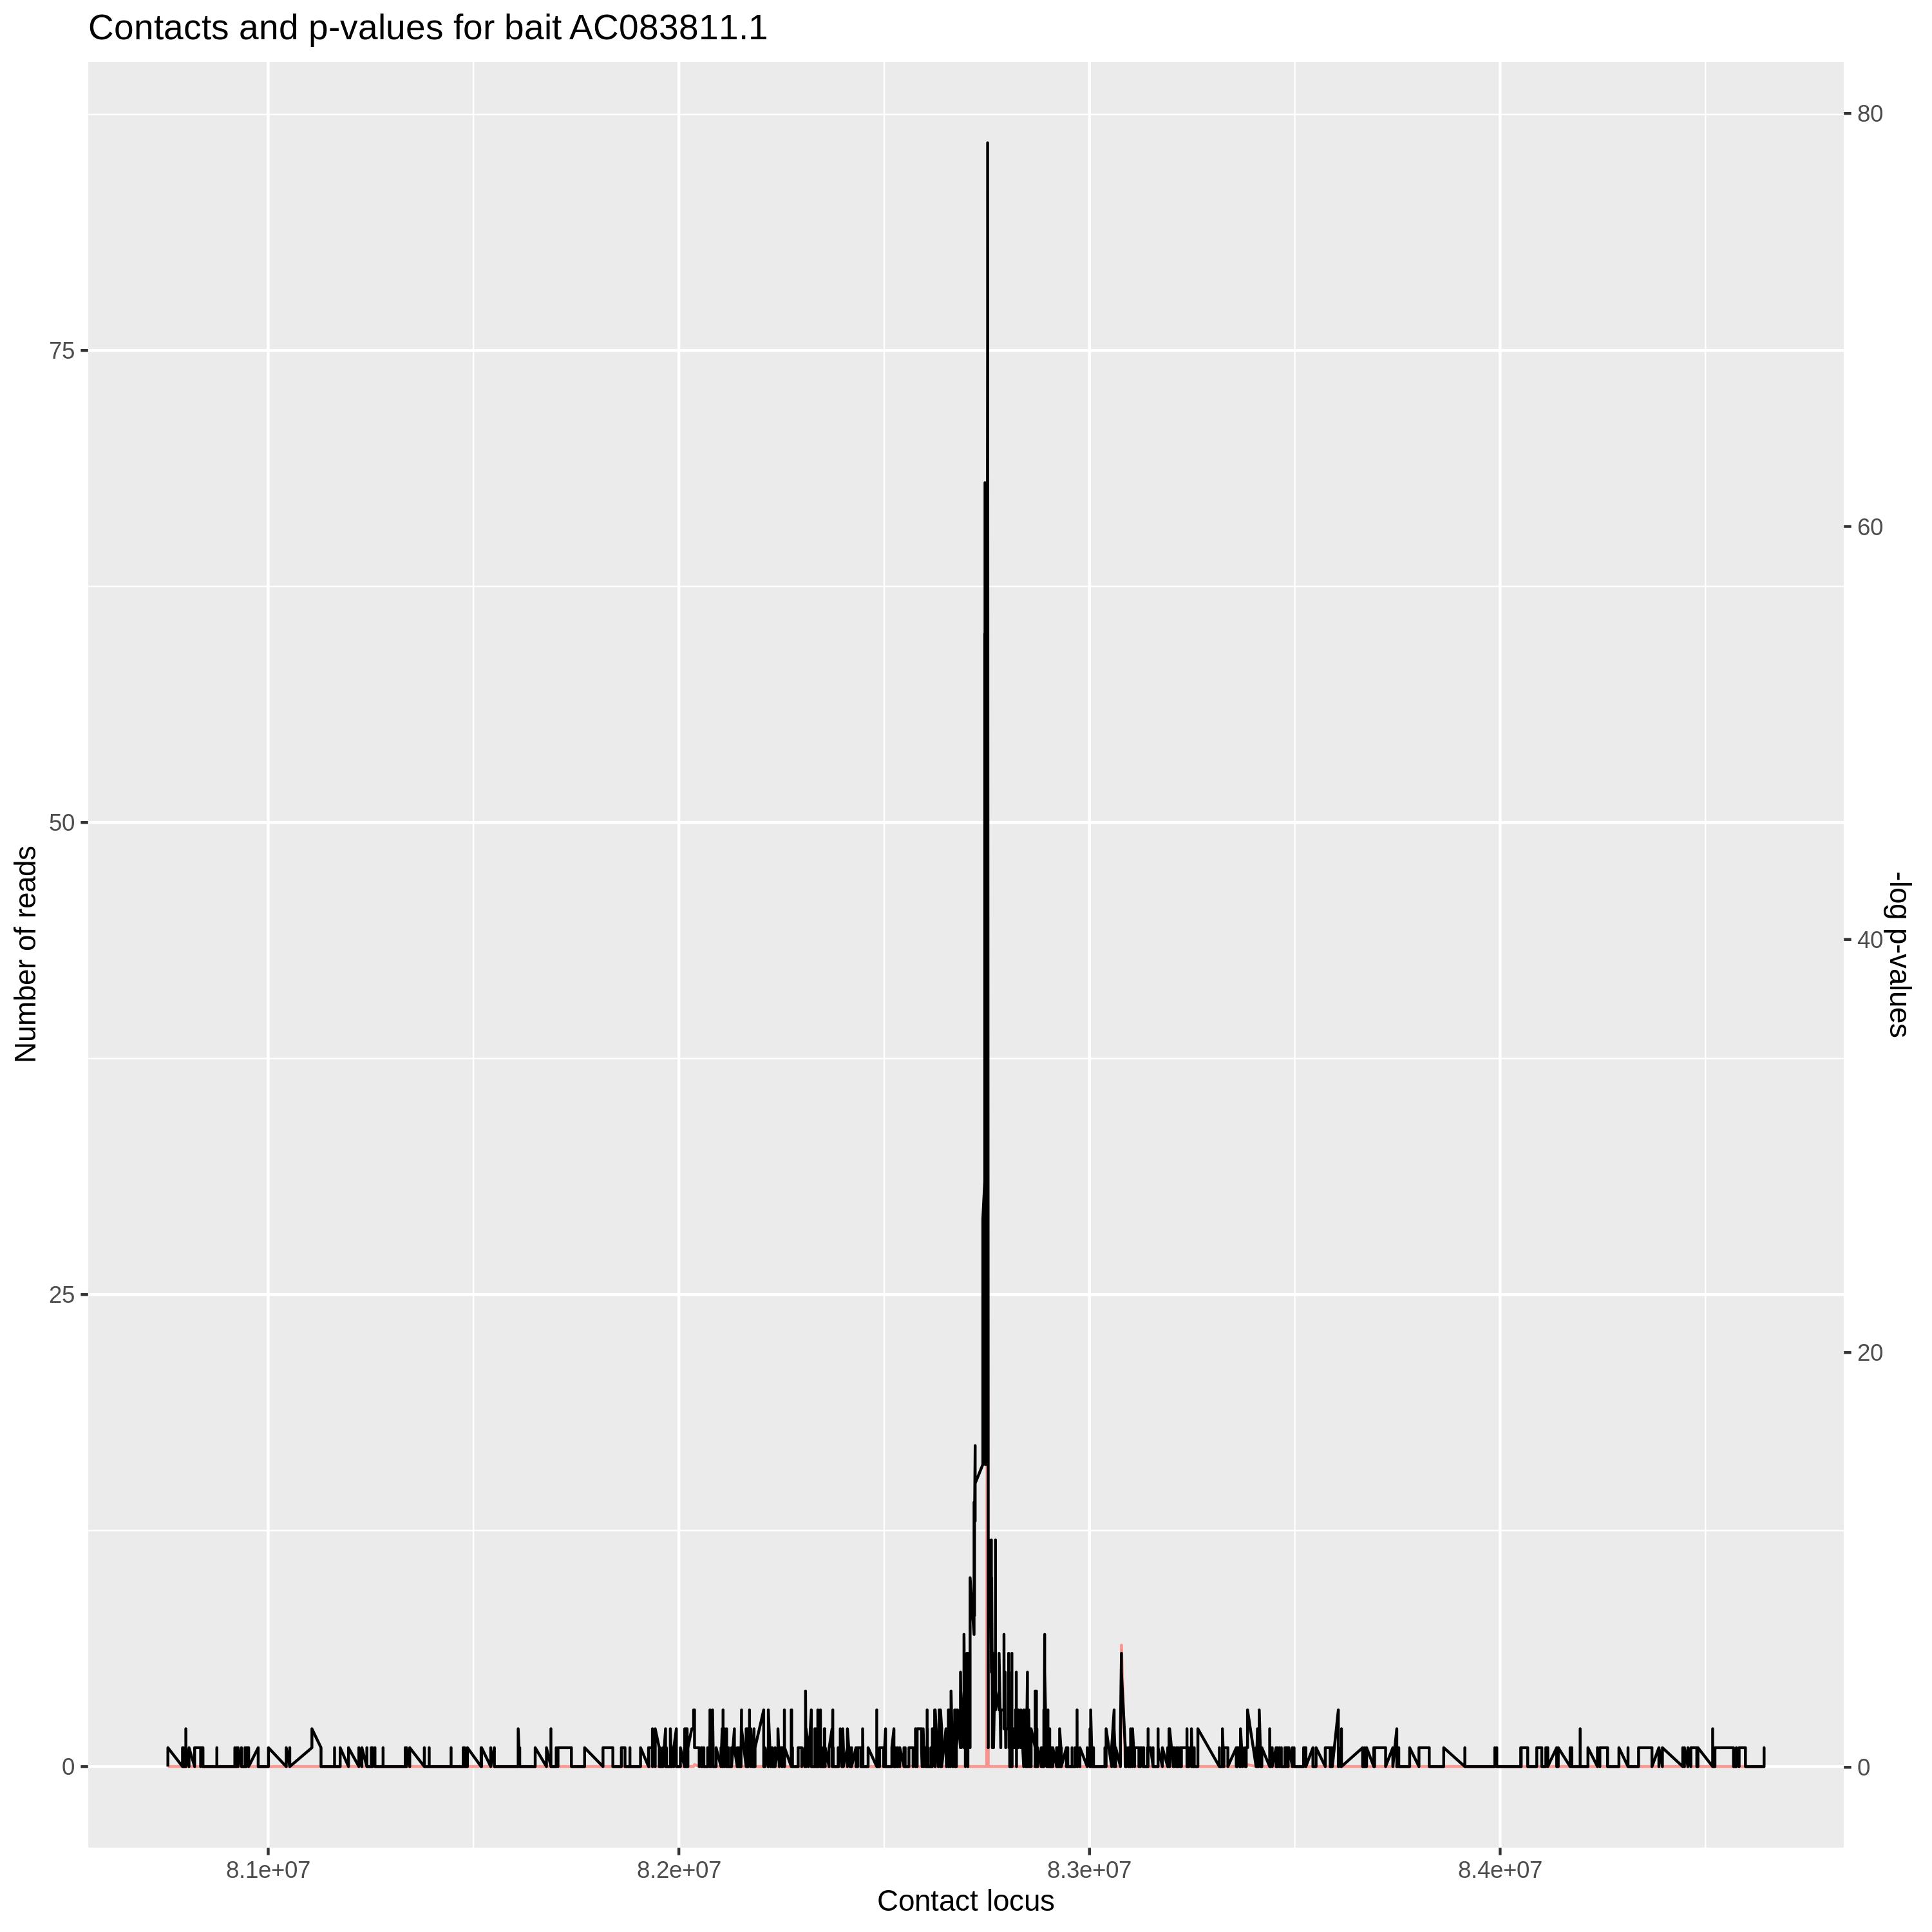 Contacts and p-values for bait AC083811.1
80
75
60
50
40
25
20
0
0
Number of reads
-log p-values
8.1e+07
8.2e+07
8.3e+07
8.4e+07
Contact locus